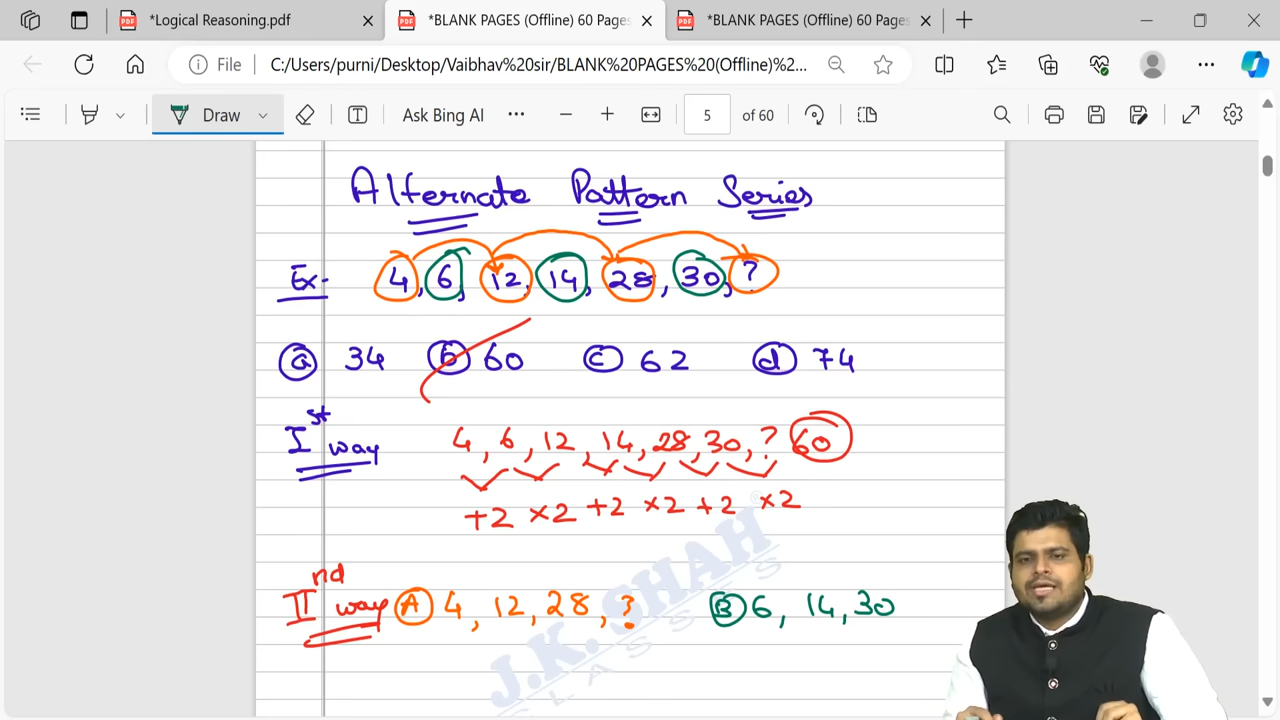 *Logical Reasoning.pdf
*BLANK PAGES (Offline) 60 Pages
*BLANK PAGES (Offline) 60 Pages
File C:/Users/purni/Desktop/Vaibhav%20sir/BLANK%20PAGES%20(Offline)%2...
Draw
Ask Bing AI
5 of 60
Alternate Pattern Series
Ex- 4, 6, 12, 14, 28, 30, ?
a 34 b 60 c 62 d 74
Ist way 4, 6, 12, 14, 28, 30, ? 60
+2 ×2 +2 ×2 +2 ×2
IInd way A 4, 12, 28, ? B 6, 14, 30
J.K. SHAH
CLASSES